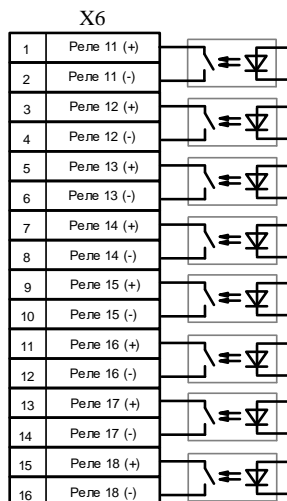 X6
1 Реле 11 (+)
2 Реле 11 (-)
3 Реле 12 (+)
4 Реле 12 (-)
5 Реле 13 (+)
6 Реле 13 (-)
7 Реле 14 (+)
8 Реле 14 (-)
9 Реле 15 (+)
10 Реле 15 (-)
11 Реле 16 (+)
12 Реле 16 (-)
13 Реле 17 (+)
14 Реле 17 (-)
15 Реле 18 (+)
16 Реле 18 (-)